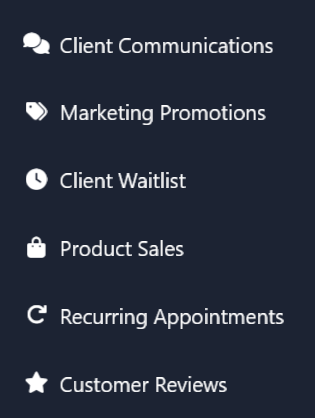 Client Communications
Marketing Promotions
Client Waitlist
Product Sales
Recurring Appointments
Customer Reviews